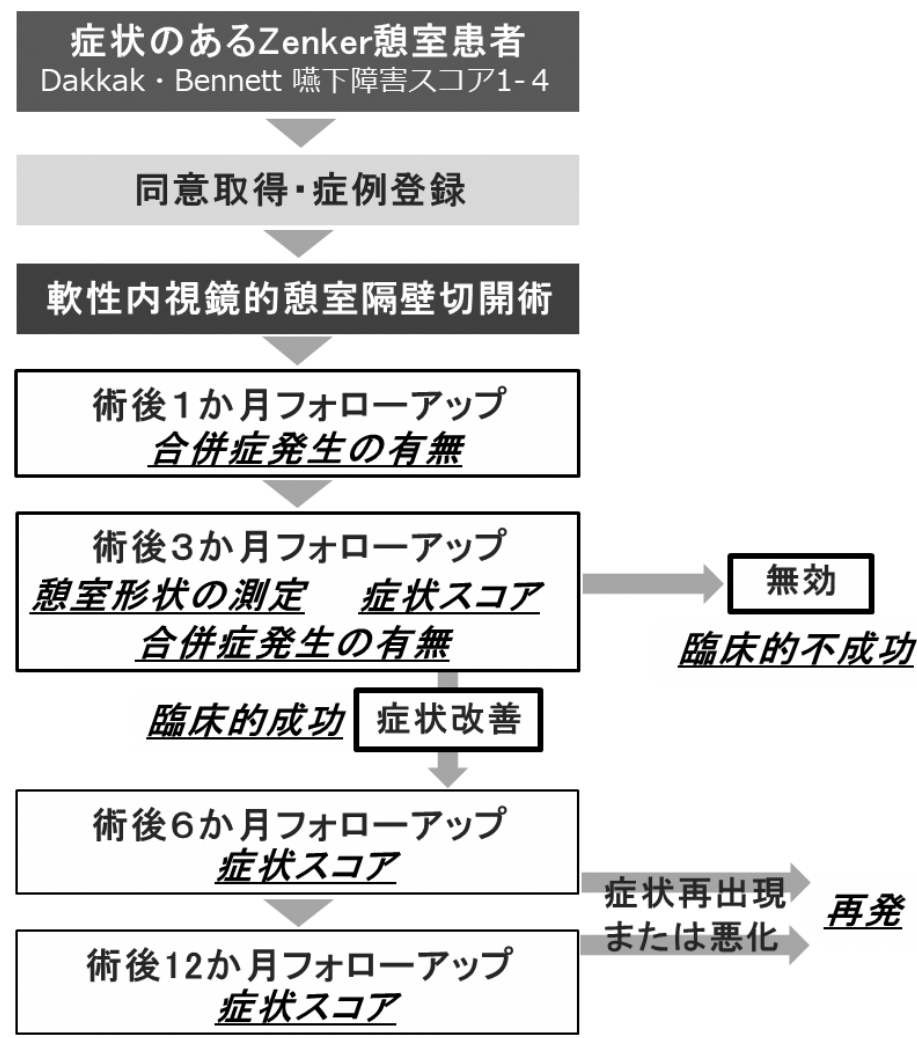 症状のあるZenker憩室患者
Dakkak・Bennett 嚥下障害スコア1-4
同意取得・症例登録
軟性内視鏡的憩室隔壁切開術
術後1か月フォローアップ
合併症発生の有無
術後3か月フォローアップ
憩室形状の測定 症状スコア
合併症発生の有無
無効
臨床的不成功
臨床的成功 症状改善
術後6か月フォローアップ
症状スコア
症状再出現
または悪化
再発
術後12か月フォローアップ
症状スコア